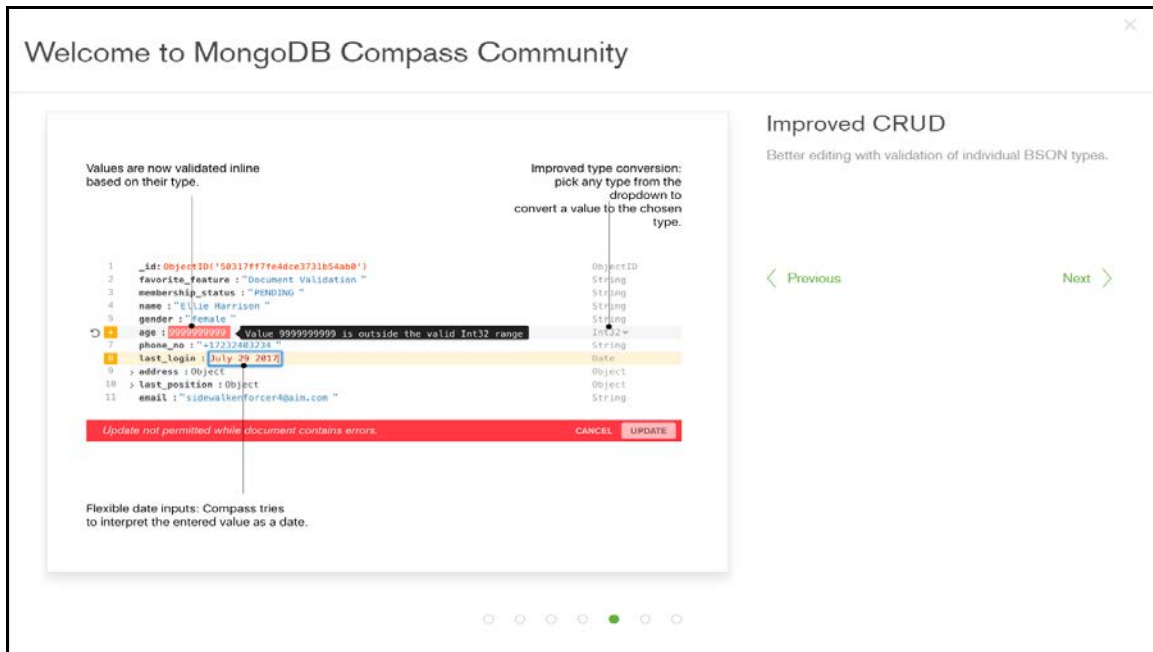 Welcome to MongoDB Compass Community
Improved CRUD
Better editing with validation of individual BSON types.
Previous
Next
Values are now validated inline
based on their type.
Improved type conversion:
pick any type from the
dropdown to
convert a value to the chosen
type.
1 _id: ObjectID('50317ff7fe4dce3731b54ab0') ObjectID
2 favorite_feature : "Document Validation " String
3 membership_status : "PENDING " String
4 name : "Ellie Harrison " String
5 gender : "female " String
age : 9999999999 Value 9999999999 is outside the valid Int32 range Int32
7 phone_no : "+17232403234 " String
8 last_login : July 29 2017 Date
9 > address : Object Object
10 > last_position : Object Object
11 email : "sidewalkenforcer4@aim.com " String
Update not permitted while document contains errors. CANCEL UPDATE
Flexible date inputs: Compass tries
to interpret the entered value as a date.